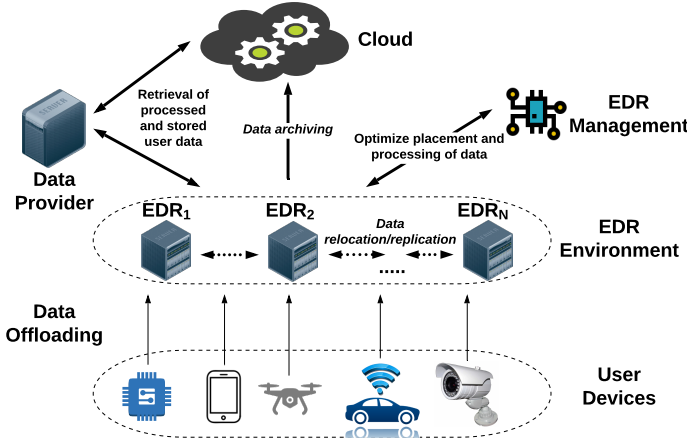 Cloud
Retrieval of
processed
and stored
user data
Data archiving
Optimize placement and
processing of data
EDR
Management
SERVER
Data
Provider
EDR1
EDR2
EDRN
Data
relocation/replication
.....
EDR
Environment
Data
Offloading
User
Devices